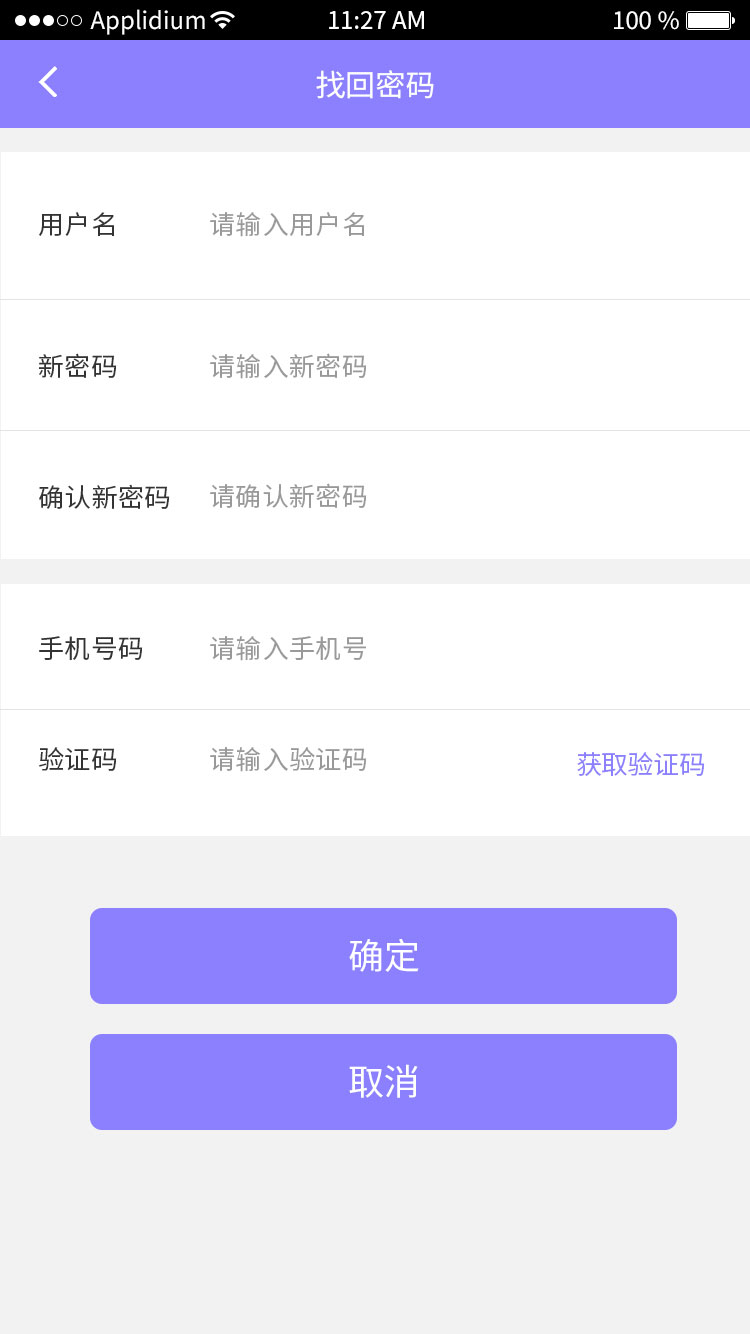 Applidium 11:27 AM 100 %
找回密码
用户名 请输入用户名
新密码 请输入新密码
确认新密码 请确认新密码
手机号码 请输入手机号
验证码 请输入验证码 获取验证码
确定
取消